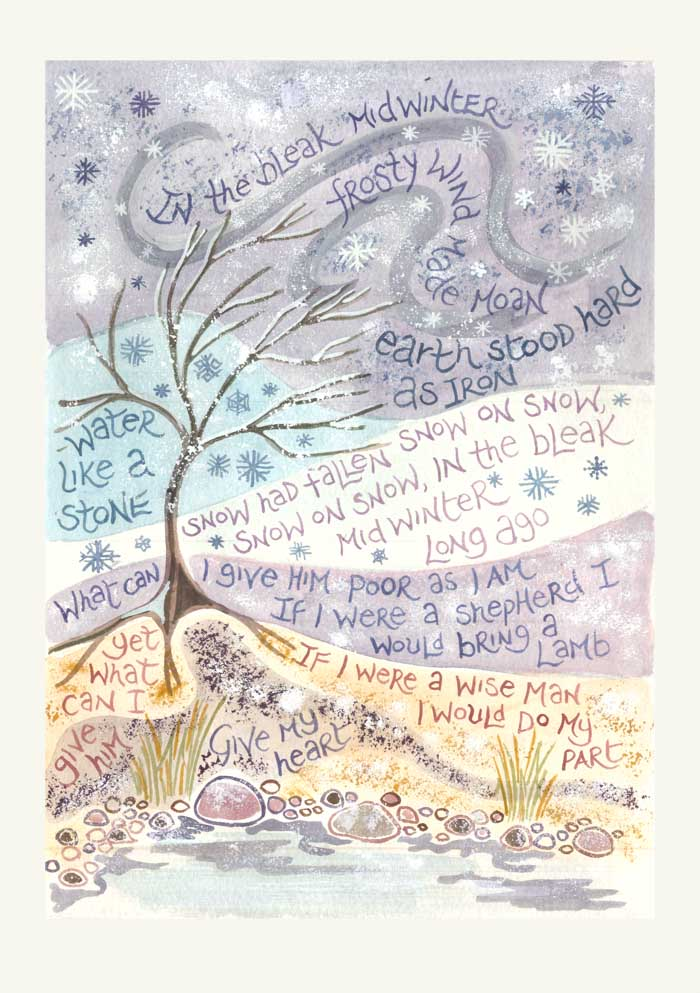 IN the bleak MidWINTER
frosty WINd made MOAN
earth stood hard
as IRON
WATER
like a
STONE
SNOW had fallen SNOW ON SNOW,
SNOW ON SNOW, IN the bleak
MidWINTER
LONG ago
What can I give HIM POOR as I AM
If I WERE a shepherd I
would bring a
Lamb
If I WERE a WISE MAN
I would DO MY
PART
yet
what
can I
give
him
Give MY
heart